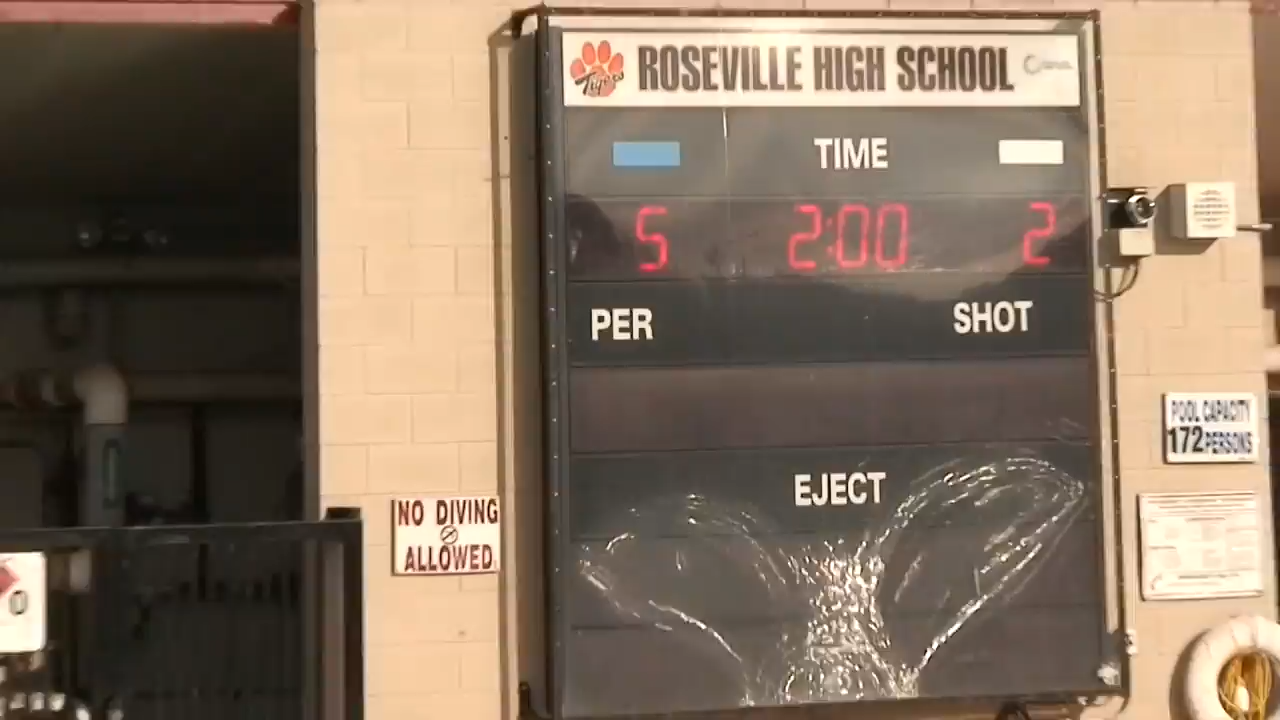 Tigers ROSEVILLE HIGH SCHOOL
TIME
5 2:00 2
PER SHOT
EJECT
NO DIVING
ALLOWED
POOL CAPACITY
172 PERSONS
0